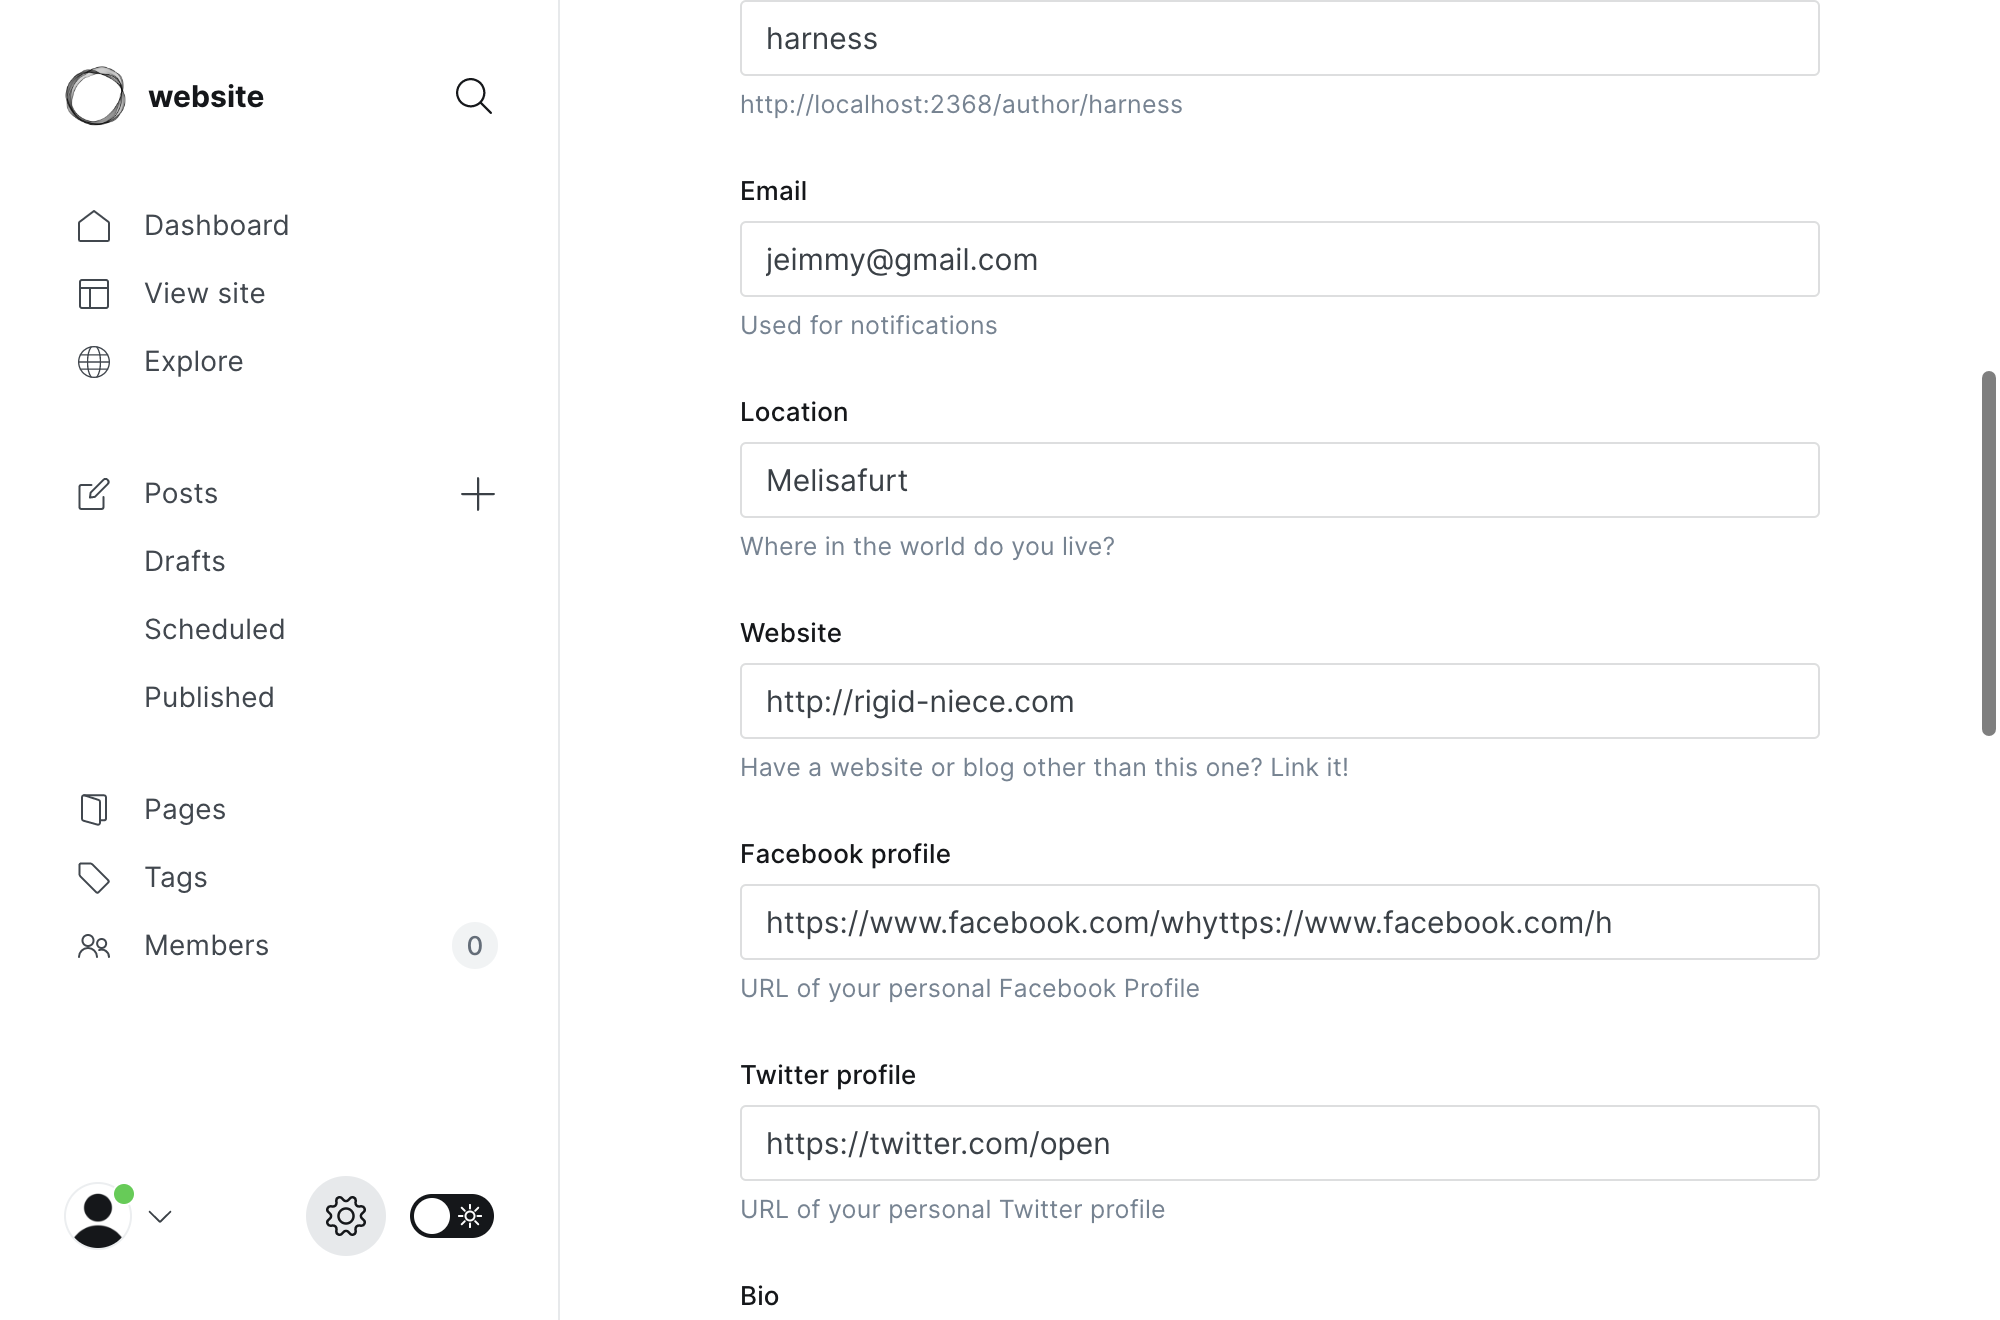 website
Dashboard
View site
Explore
Posts
Drafts
Scheduled
Published
Pages
Tags
Members
0
harness
http://localhost:2368/author/harness
Email
jeimmy@gmail.com
Used for notifications
Location
Melisafurt
Where in the world do you live?
Website
http://rigid-niece.com
Have a website or blog other than this one? Link it!
Facebook profile
https://www.facebook.com/whyttps://www.facebook.com/h
URL of your personal Facebook Profile
Twitter profile
https://twitter.com/open
URL of your personal Twitter profile
Bio